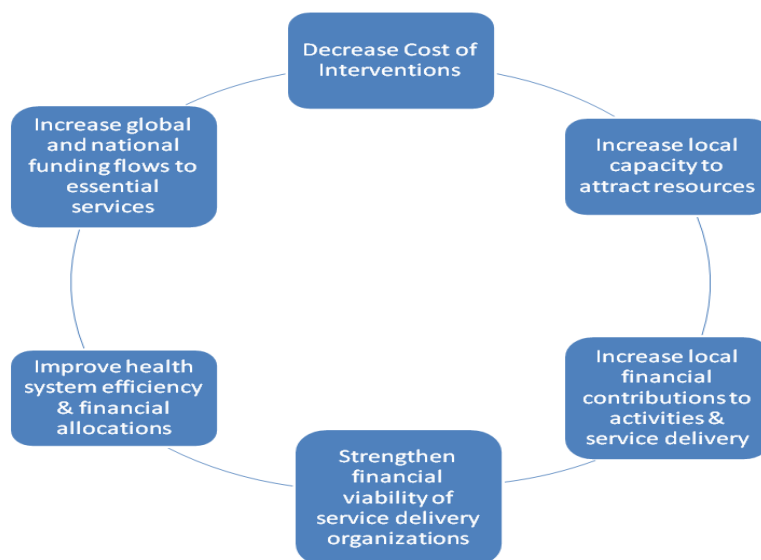 Decrease Cost of
Interventions
Increase local
capacity to
attract resources
Increase local
financial
contributions to
activities &
service delivery
Strengthen
financial
viability of
service delivery
organizations
Improve health
system efficiency
& financial
allocations
Increase global
and national
funding flows to
essential
services